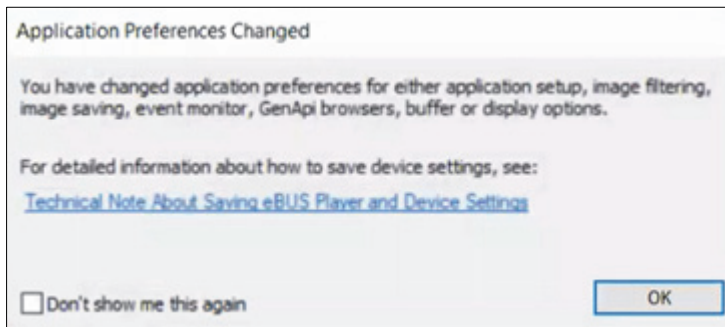 Application Preferences Changed
You have changed application preferences for either application setup, image filtering,
image saving, event monitor, GenApi browsers, buffer or display options.
For detailed information about how to save device settings, see:
Technical Note About Saving eBUS Player and Device Settings
Don't show me this again
OK